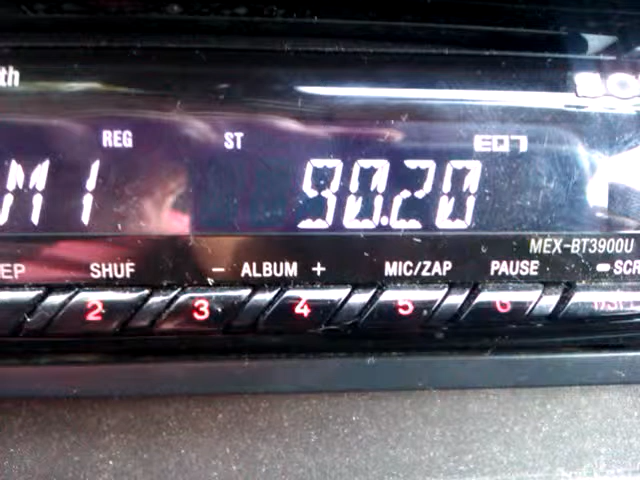 th
REG ST EQ7
M1 90.20
MEX-BT3900U
EP SHUF - ALBUM + MIC/ZAP PAUSE SCR
2 3 4 5 6